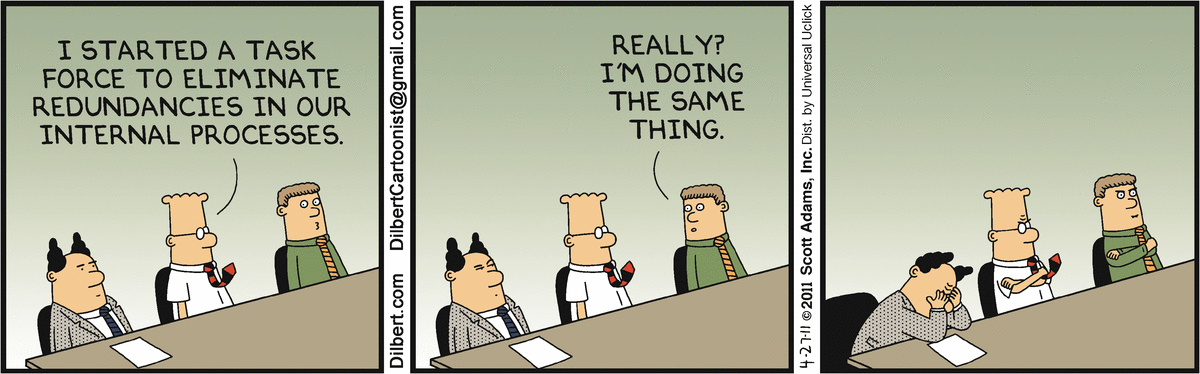 I STARTED A TASK
FORCE TO ELIMINATE
REDUNDANCIES IN OUR
INTERNAL PROCESSES.
Dilbert.com DilbertCartoonist@gmail.com
REALLY?
I'M DOING
THE SAME
THING.
4-27-11 ©2011 Scott Adams, Inc. Dist. by Universal Uclick